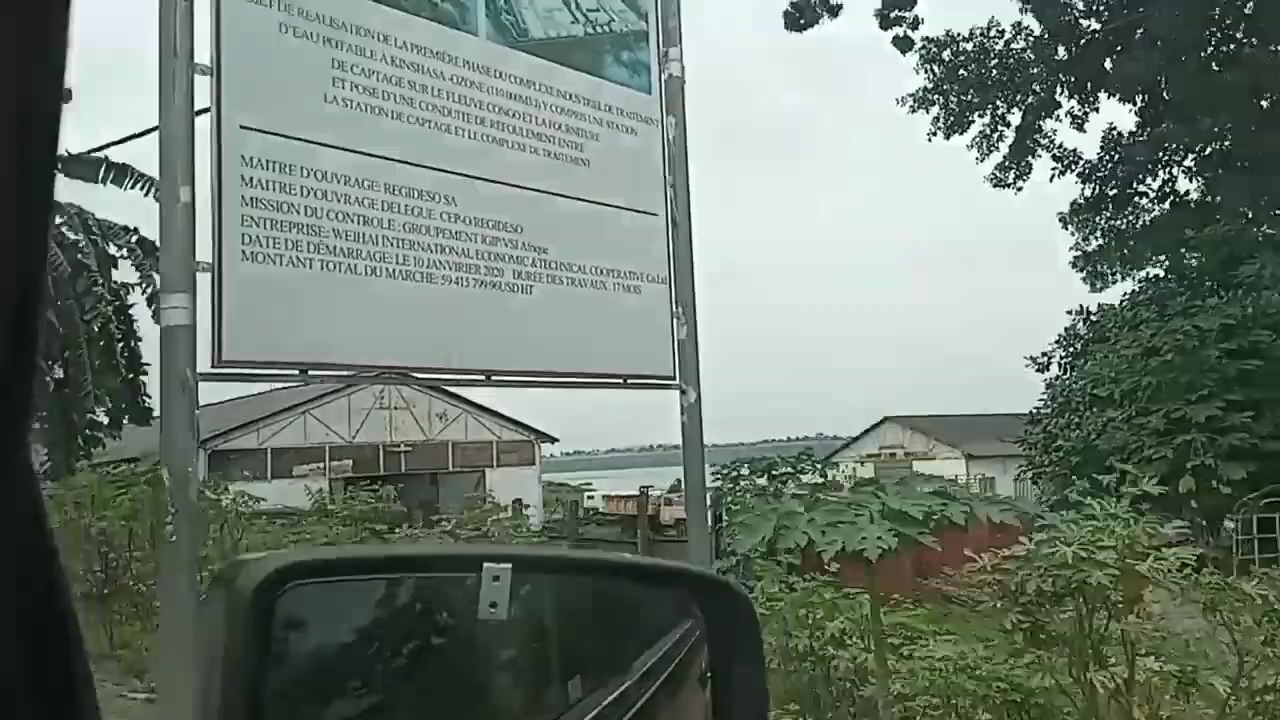 DE REALISATION DE LA PREMIÈRE PHASE DU COMPLEXE INDUSTRIEL DE TRAITEMENT
D'EAU POTABLE À KINSHASA -OZONE (110.000M3/J) Y COMPRIS UNE STATION
DE CAPTAGE SUR LE FLEUVE CONGO ET LA FOURNITURE
ET POSE D'UNE CONDUITE DE REFOULEMENT ENTRE
LA STATION DE CAPTAGE ET LE COMPLEXE DE TRAITEMENT
MAITRE D'OUVRAGE: REGIDESO SA
MAITRE D'OUVRAGE DELEGUE: CEP-O REGIDESO
MISSION DU CONTROLE : GROUPEMENT IGIP/VSI Afrique
ENTREPRISE: WEIHAI INTERNATIONAL ECONOMIC &TECHNICAL COOPERATIVE Co.Ltd
DATE DE DÉMARRAGE: LE 10 JANVIRIER 2020 DURÉE DES TRAVAUX : 17 MOIS
MONTANT TOTAL DU MARCHE: 59 415 799.96USD HT